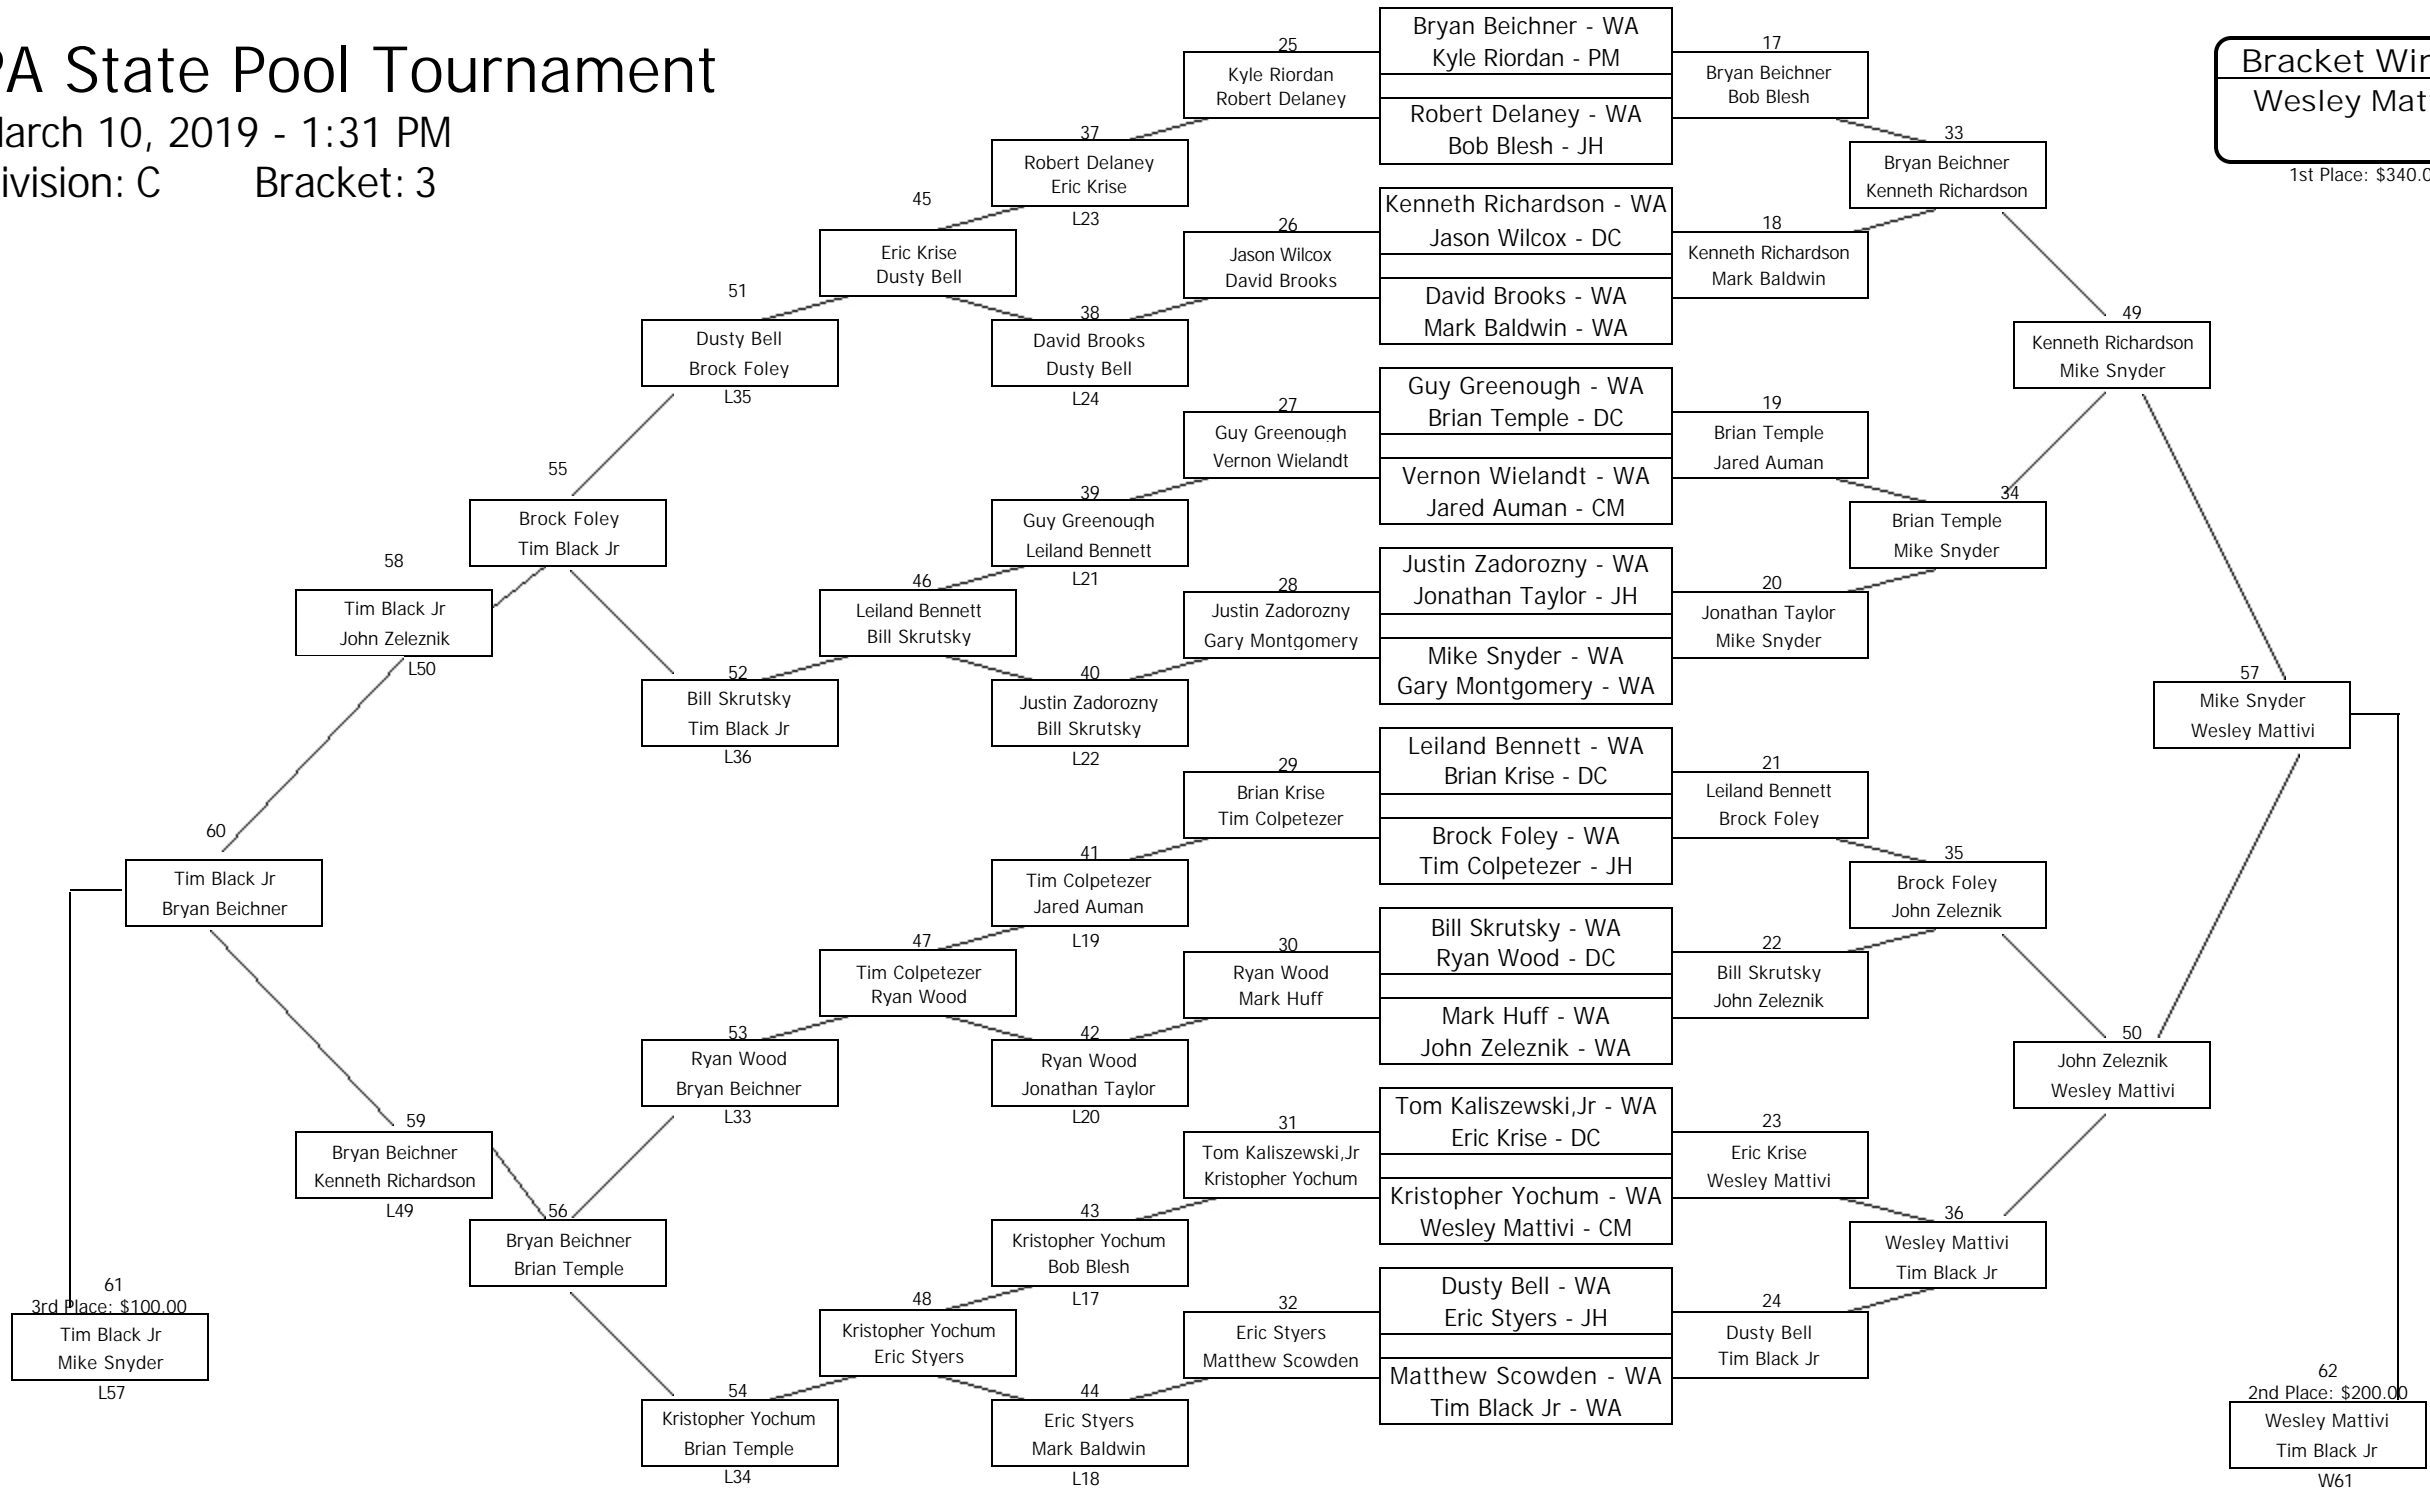 PA State Pool Tournament
March 10, 2019 - 1:31 PM
Division: C Bracket: 3
Bracket Win
Wesley Mat
1st Place: $340.0
61
3rd Place: $100.00
Tim Black Jr
Mike Snyder
L57
60
Tim Black Jr
Bryan Beichner
58
Tim Black Jr
John Zeleznik
L50
59
Bryan Beichner
Kenneth Richardson
L49
55
Brock Foley
Tim Black Jr
56
Bryan Beichner
Brian Temple
51
Dusty Bell
Brock Foley
L35
52
Bill Skrutsky
Tim Black Jr
L36
53
Ryan Wood
Bryan Beichner
L33
54
Kristopher Yochum
Brian Temple
L34
45
Eric Krise
Dusty Bell
46
Leiland Bennett
Bill Skrutsky
47
Tim Colpetezer
Ryan Wood
48
Kristopher Yochum
Eric Styers
37
Robert Delaney
Eric Krise
L23
38
David Brooks
Dusty Bell
L24
39
Guy Greenough
Leiland Bennett
L21
40
Justin Zadorozny
Bill Skrutsky
L22
41
Tim Colpetezer
Jared Auman
L19
42
Ryan Wood
Jonathan Taylor
L20
43
Kristopher Yochum
Bob Blesh
L17
44
Eric Styers
Mark Baldwin
L18
25
Kyle Riordan
Robert Delaney
26
Jason Wilcox
David Brooks
27
Guy Greenough
Vernon Wielandt
28
Justin Zadorozny
Gary Montgomery
29
Brian Krise
Tim Colpetezer
30
Ryan Wood
Mark Huff
31
Tom Kaliszewski,Jr
Kristopher Yochum
32
Eric Styers
Matthew Scowden
Bryan Beichner - WA
Kyle Riordan - PM
Robert Delaney - WA
Bob Blesh - JH
Kenneth Richardson - WA
Jason Wilcox - DC
David Brooks - WA
Mark Baldwin - WA
Guy Greenough - WA
Brian Temple - DC
Vernon Wielandt - WA
Jared Auman - CM
Justin Zadorozny - WA
Jonathan Taylor - JH
Mike Snyder - WA
Gary Montgomery - WA
Leiland Bennett - WA
Brian Krise - DC
Brock Foley - WA
Tim Colpetezer - JH
Bill Skrutsky - WA
Ryan Wood - DC
Mark Huff - WA
John Zeleznik - WA
Tom Kaliszewski,Jr - WA
Eric Krise - DC
Kristopher Yochum - WA
Wesley Mattivi - CM
Dusty Bell - WA
Eric Styers - JH
Matthew Scowden - WA
Tim Black Jr - WA
17
Bryan Beichner
Bob Blesh
18
Kenneth Richardson
Mark Baldwin
19
Brian Temple
Jared Auman
20
Jonathan Taylor
Mike Snyder
21
Leiland Bennett
Brock Foley
22
Bill Skrutsky
John Zeleznik
23
Eric Krise
Wesley Mattivi
24
Dusty Bell
Tim Black Jr
33
Bryan Beichner
Kenneth Richardson
34
Brian Temple
Mike Snyder
35
Brock Foley
John Zeleznik
36
Wesley Mattivi
Tim Black Jr
49
Kenneth Richardson
Mike Snyder
50
John Zeleznik
Wesley Mattivi
57
Mike Snyder
Wesley Mattivi
62
2nd Place: $200.00
Wesley Mattivi
Tim Black Jr
W61